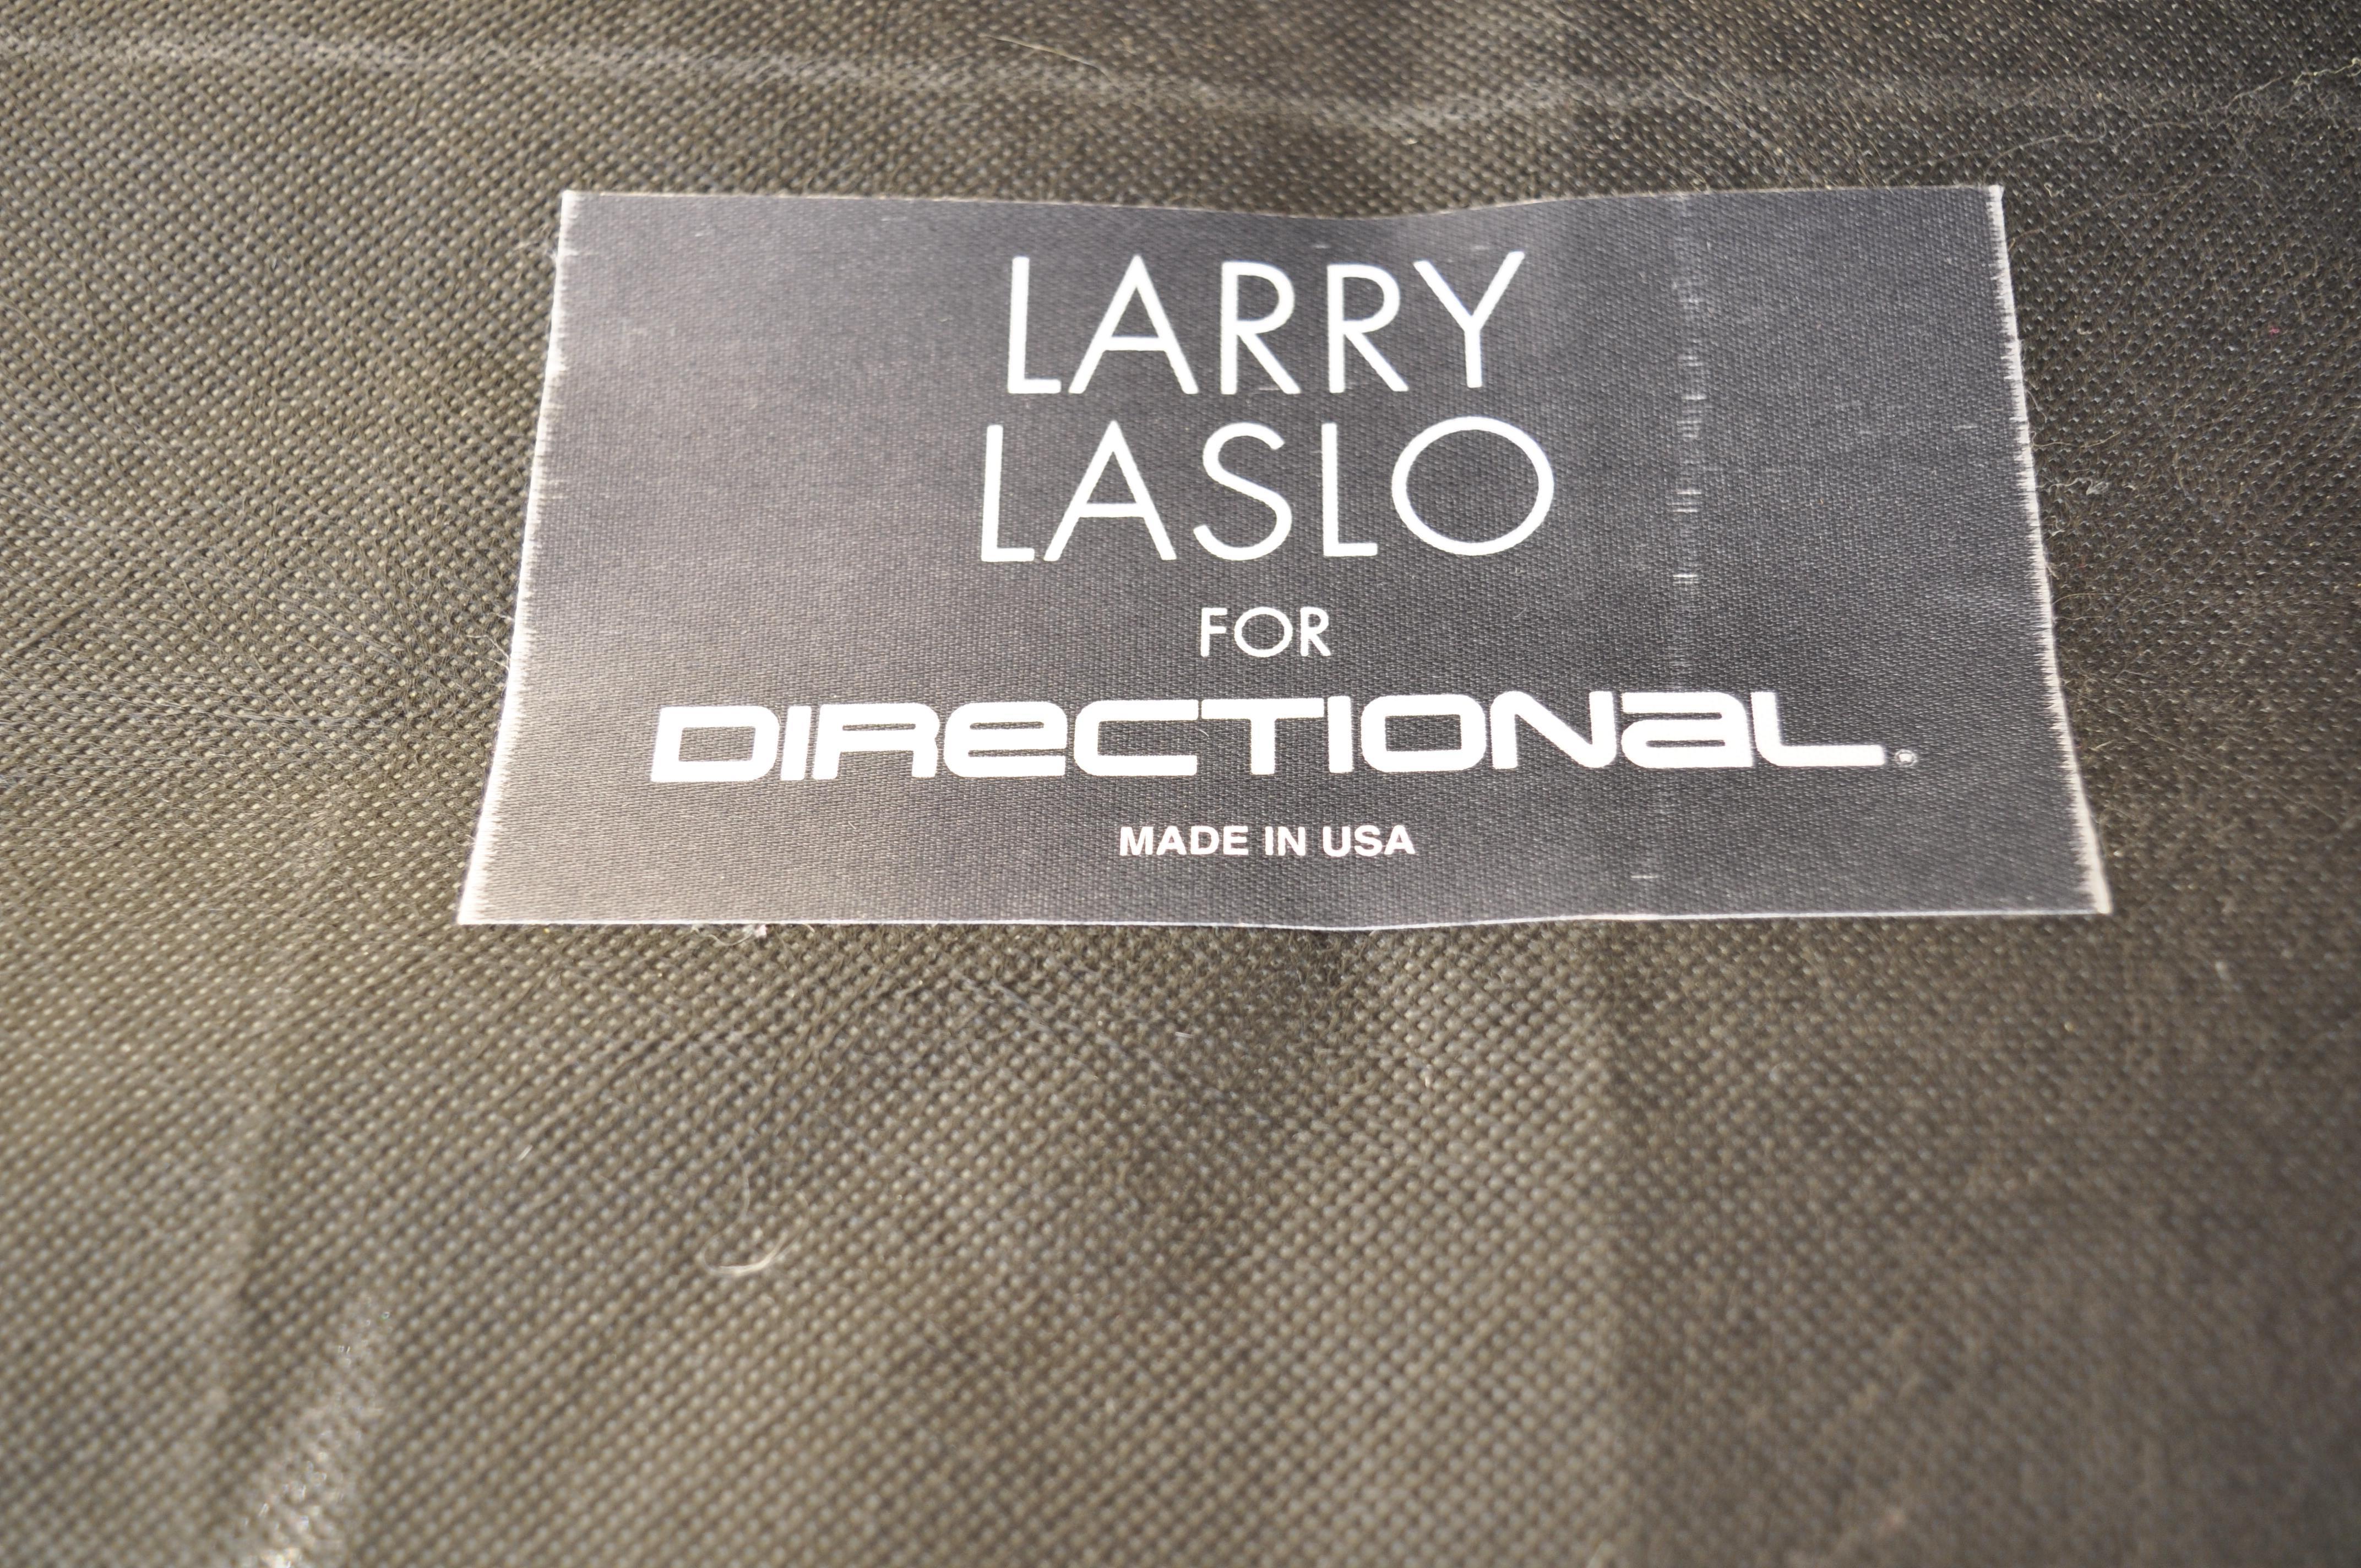 LARRY
LASLO
FOR
DIReCTIONaL.®
MADE IN USA